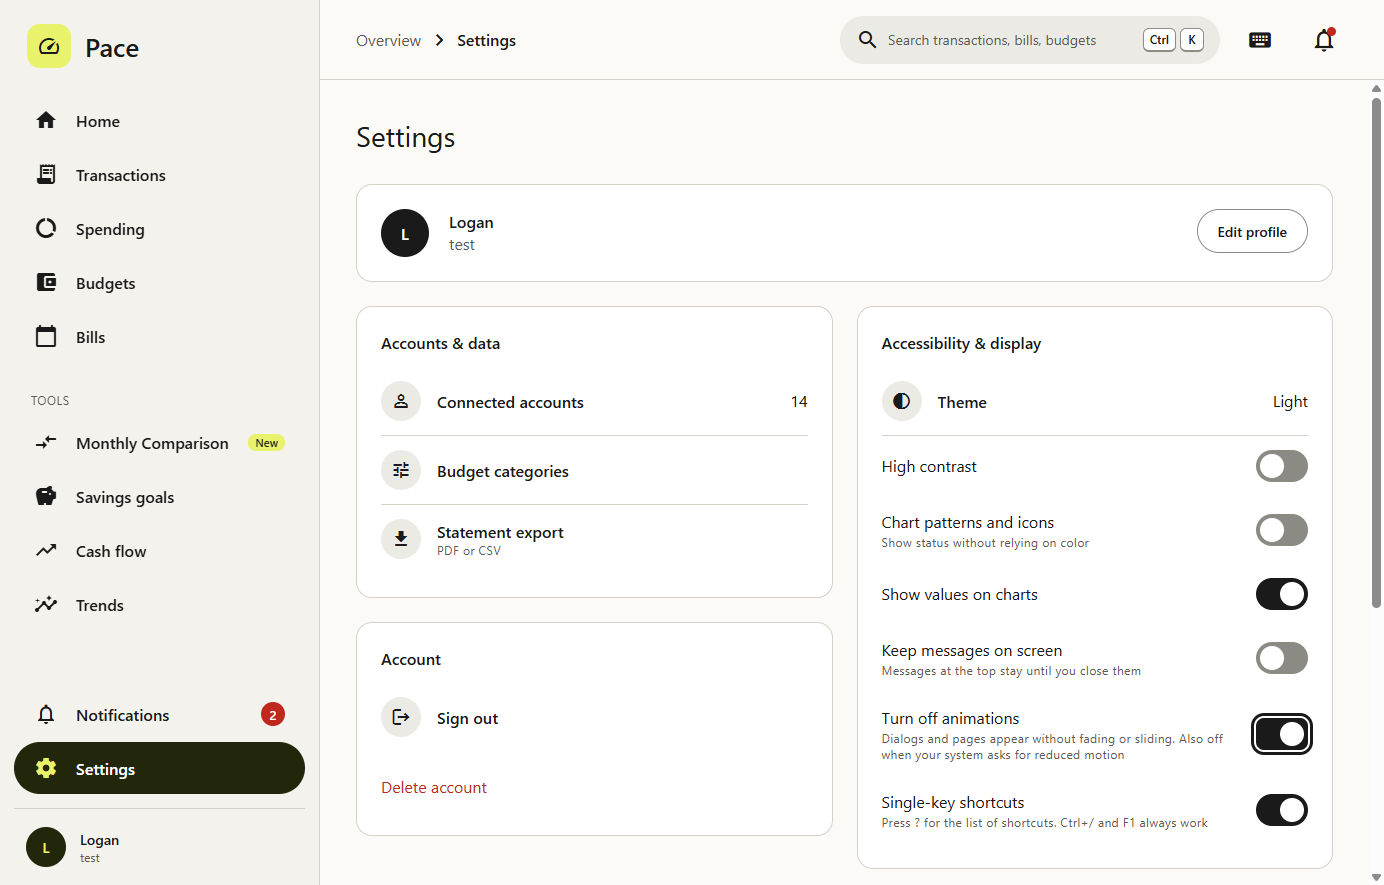 Pace
Home
Transactions
Spending
Budgets
Bills
TOOLS
Monthly Comparison New
Savings goals
Cash flow
Trends
Notifications 2
Settings
L
Logan
test
Overview > Settings
Search transactions, bills, budgets Ctrl K
Settings
L
Logan
test
Edit profile
Accounts & data
Connected accounts 14
Budget categories
Statement export
PDF or CSV
Account
Sign out
Delete account
Accessibility & display
Theme Light
High contrast
Chart patterns and icons
Show status without relying on color
Show values on charts
Keep messages on screen
Messages at the top stay until you close them
Turn off animations
Dialogs and pages appear without fading or sliding. Also off
when your system asks for reduced motion
Single-key shortcuts
Press ? for the list of shortcuts. Ctrl+/ and F1 always work